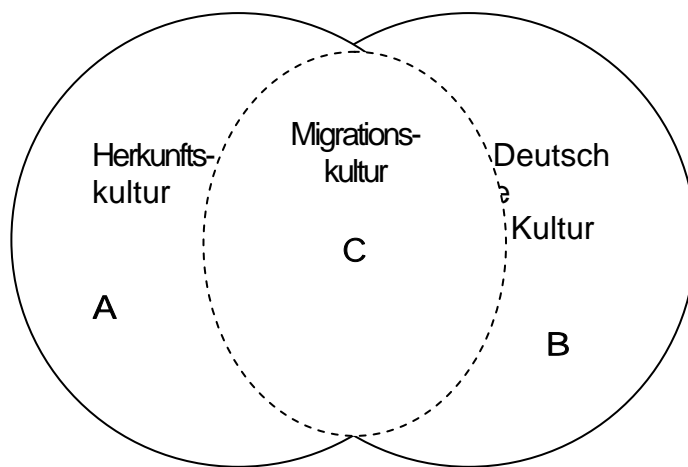 Herkunfts-
kultur
A
Migrations-
kultur
C
Deutsch
e
Kultur
B